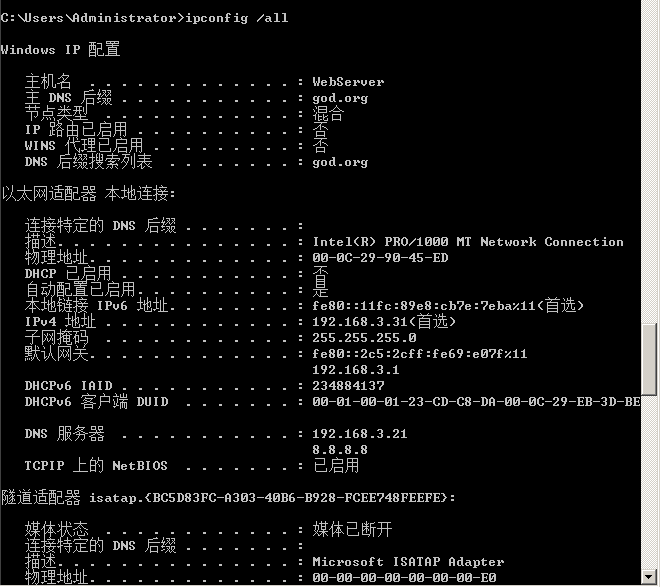 C:\Users\Administrator>ipconfig /all
Windows IP 配置
主机名 . . . . . . . . . . . . . : WebServer
主 DNS 后缀 . . . . . . . . . . . : god.org
节点类型 . . . . . . . . . . . . : 混合
IP 路由已启用 . . . . . . . . . . : 否
WINS 代理已启用 . . . . . . . . . : 否
DNS 后缀搜索列表 . . . . . . . . : god.org
以太网适配器 本地连接:
连接特定的 DNS 后缀 . . . . . . . :
描述. . . . . . . . . . . . . . . : Intel(R) PRO/1000 MT Network Connection
物理地址. . . . . . . . . . . . . : 00-0C-29-90-45-ED
DHCP 已启用 . . . . . . . . . . . : 否
自动配置已启用. . . . . . . . . . : 是
本地链接 IPv6 地址. . . . . . . . : fe80::11fc:89e8:cb7e:7eba%11(首选)
IPv4 地址 . . . . . . . . . . . . : 192.168.3.31(首选)
子网掩码 . . . . . . . . . . . . : 255.255.255.0
默认网关. . . . . . . . . . . . . : fe80::2c5:2cff:fe69:e07f%11
192.168.3.1
DHCPv6 IAID . . . . . . . . . . . : 234884137
DHCPv6 客户端 DUID . . . . . . . : 00-01-00-01-23-CD-C8-DA-00-0C-29-EB-3D-BE
DNS 服务器 . . . . . . . . . . . : 192.168.3.21
8.8.8.8
TCPIP 上的 NetBIOS . . . . . . . : 已启用
隧道适配器 isatap.{BC5D83FC-A303-40B6-B928-FCEE748FEEFE}:
媒体状态 . . . . . . . . . . . . : 媒体已断开
连接特定的 DNS 后缀 . . . . . . . :
描述. . . . . . . . . . . . . . . : Microsoft ISATAP Adapter
物理地址. . . . . . . . . . . . . : 00-00-00-00-00-00-00-E0